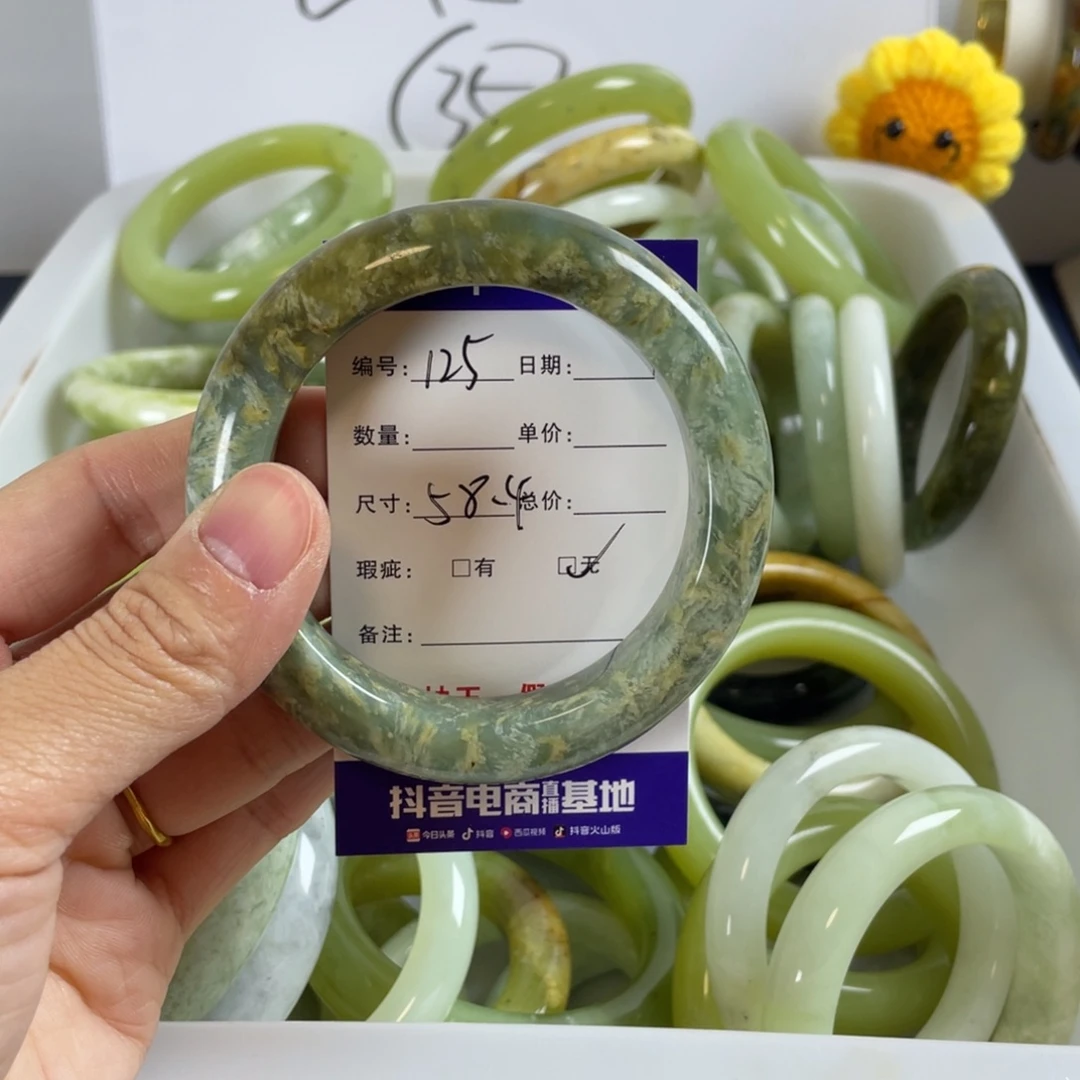 35
编号: 125 日期:
数量: 单价:
尺寸: 58.4 总价:
瑕疵: □有 ☑无
备注:
抖音电商直播基地
今日头条 抖音 西瓜视频 抖音火山版